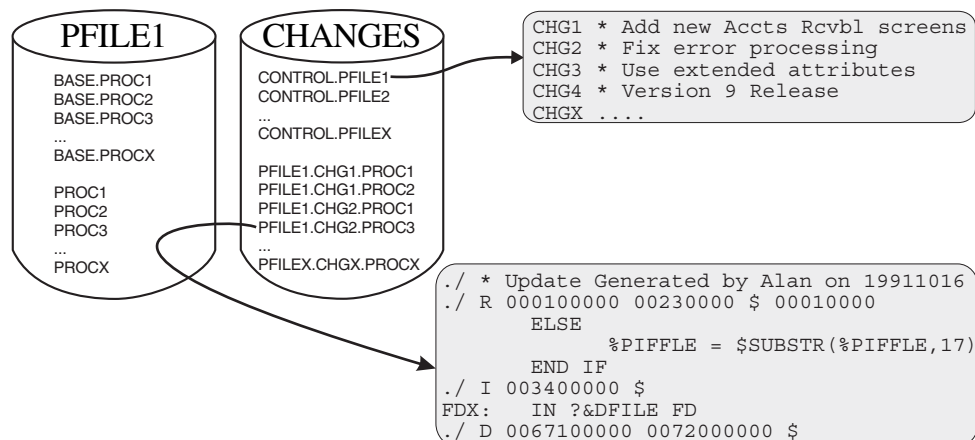 PFILE1
BASE.PROC1
BASE.PROC2
BASE.PROC3
...
BASE.PROCX
PROC1
PROC2
PROC3
...
PROCX
CHANGES
CONTROL.PFILE1
CONTROL.PFILE2
...
CONTROL.PFILEX
PFILE1.CHG1.PROC1
PFILE1.CHG1.PROC2
PFILE1.CHG2.PROC1
PFILE1.CHG2.PROC3
...
PFILEX.CHGX.PROCX
CHG1 * Add new Accts Rcvbl screens
CHG2 * Fix error processing
CHG3 * Use extended attributes
CHG4 * Version 9 Release
CHGX ....
./ * Update Generated by Alan on 19911016
./ R 000100000 00230000 $ 00010000
ELSE
%PIFFLE = $SUBSTR(%PIFFLE,17)
END IF
./ I 003400000 $
FDX: IN ?&DFILE FD
./ D 0067100000 0072000000 $